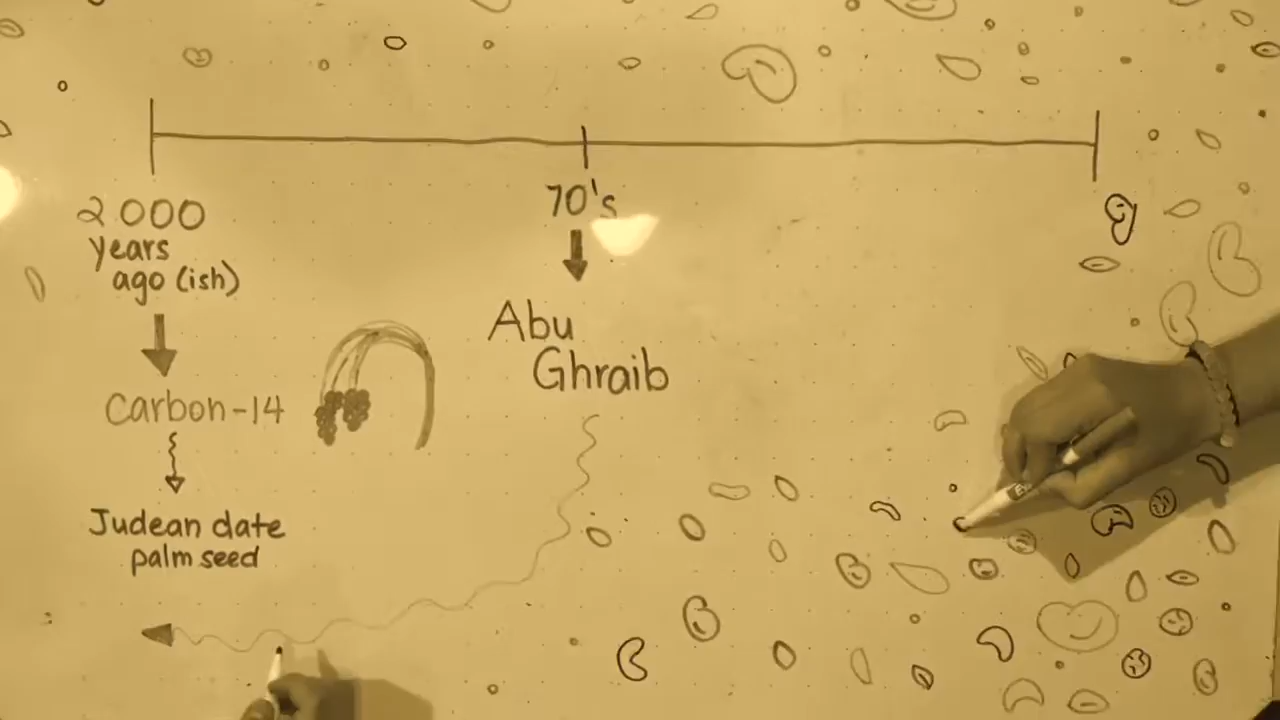 2000
years
ago (ish)
Carbon-14
Judean date
palm seed
70's
Abu
Ghraib